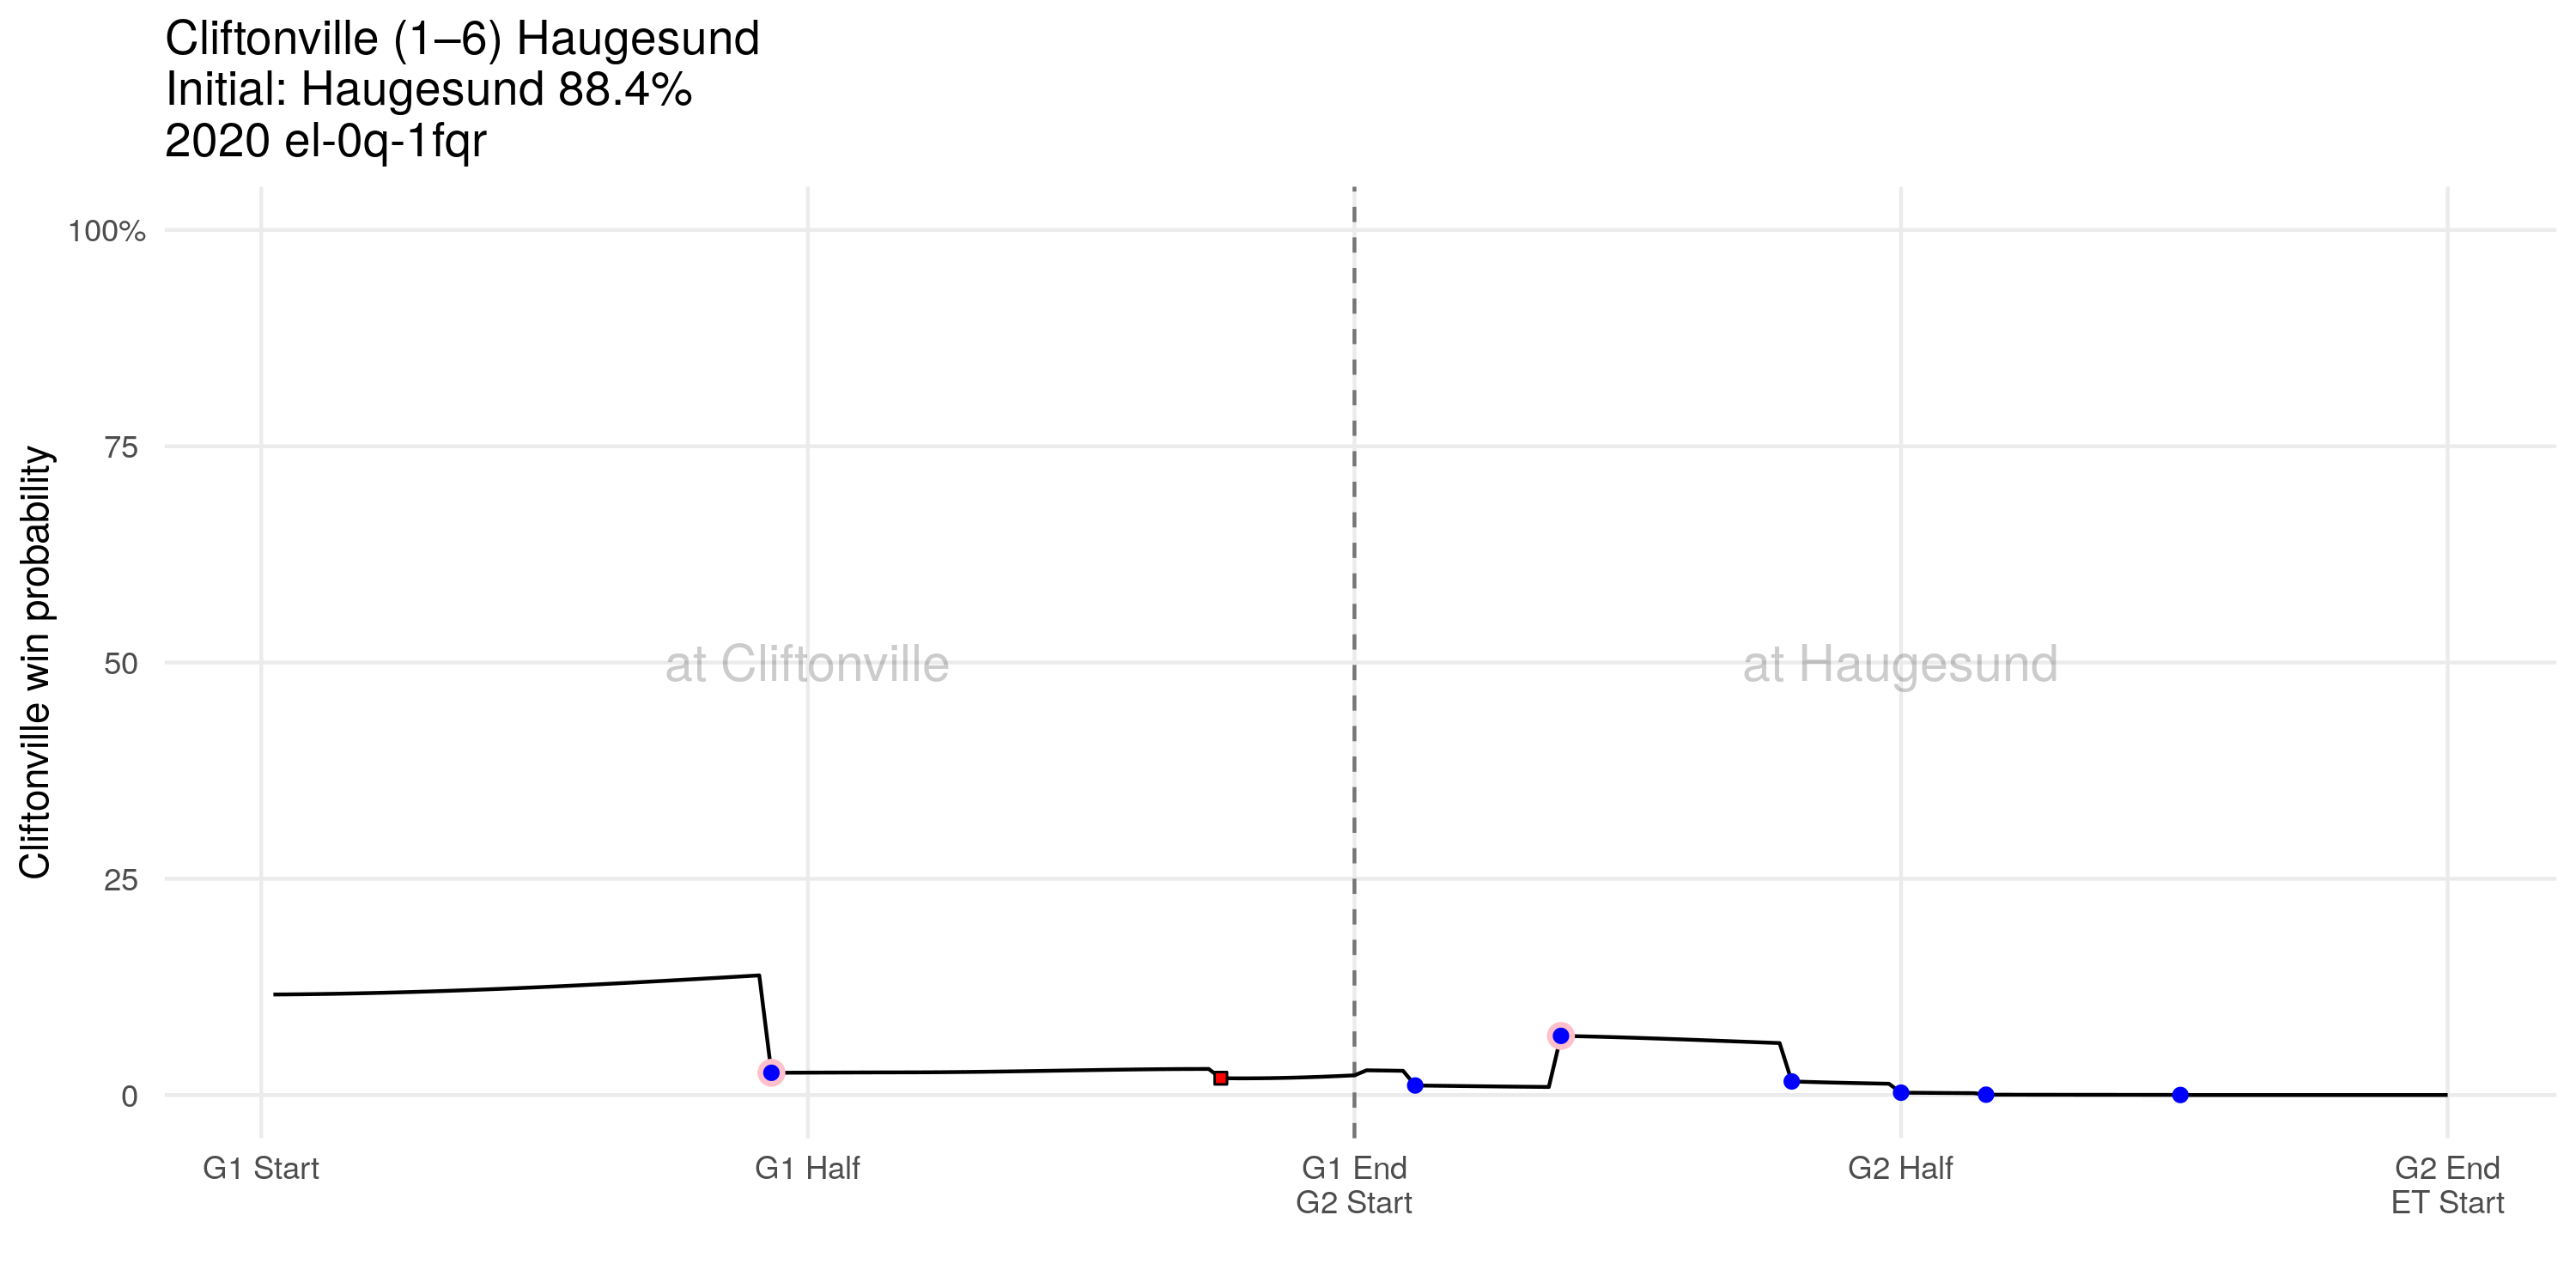 Cliftonville (1–6) Haugesund
Initial: Haugesund 88.4%
2020 el-0q-1fqr
Cliftonville win probability
100%
75
50
25
0
at Cliftonville
at Haugesund
G1 Start
G1 Half
G1 End
G2 Start
G2 Half
G2 End
ET Start